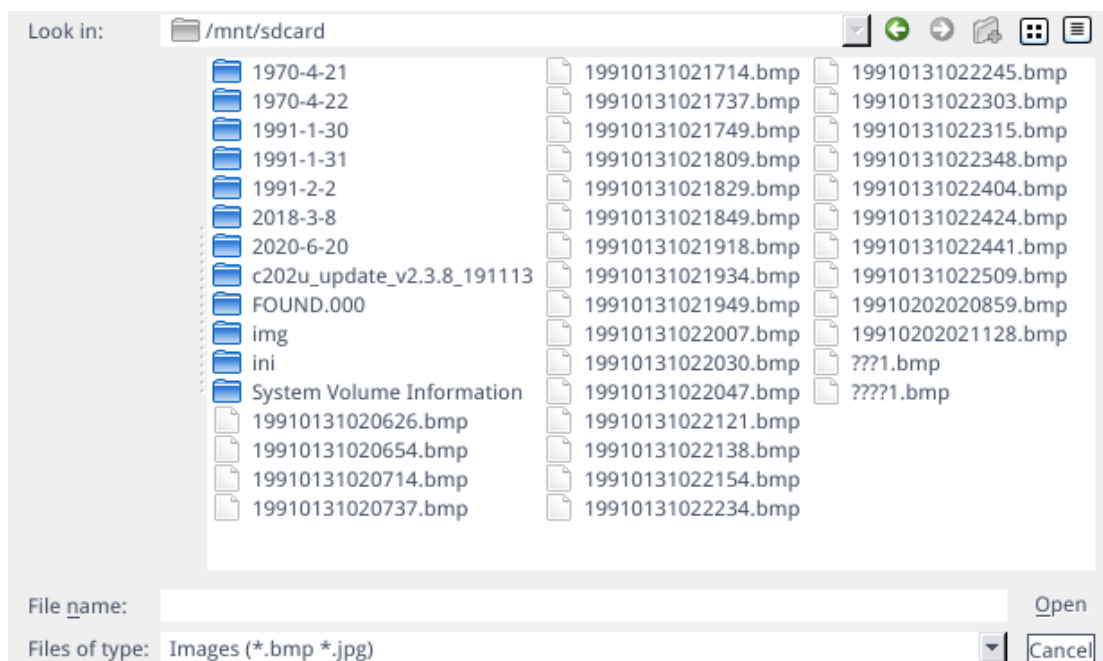 Look in:
/mnt/sdcard
1970-4-21
1970-4-22
1991-1-30
1991-1-31
1991-2-2
2018-3-8
2020-6-20
c202u_update_v2.3.8_191113
FOUND.000
img
ini
System Volume Information
19910131020626.bmp
19910131020654.bmp
19910131020714.bmp
19910131020737.bmp
19910131021714.bmp
19910131021737.bmp
19910131021749.bmp
19910131021809.bmp
19910131021829.bmp
19910131021849.bmp
19910131021918.bmp
19910131021934.bmp
19910131021949.bmp
19910131022007.bmp
19910131022030.bmp
19910131022047.bmp
19910131022121.bmp
19910131022138.bmp
19910131022154.bmp
19910131022234.bmp
19910131022245.bmp
19910131022303.bmp
19910131022315.bmp
19910131022348.bmp
19910131022404.bmp
19910131022424.bmp
19910131022441.bmp
19910131022509.bmp
19910202020859.bmp
19910202021128.bmp
???1.bmp
????1.bmp
File name:
Open
Files of type:
Images (*.bmp *.jpg)
Cancel